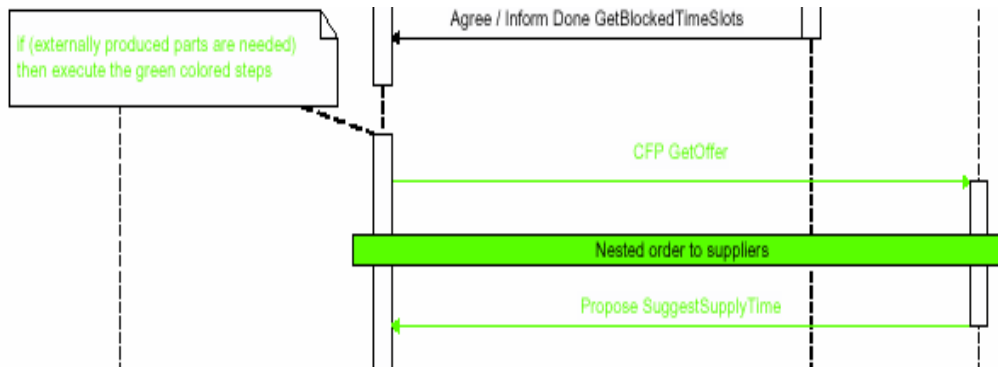 Agree / Inform Done GetBlockedTimeSlots
if (externally produced parts are needed)
then execute the green colored steps
CFP GetOffer
Nested order to suppliers
Propose SuggestSupplyTime